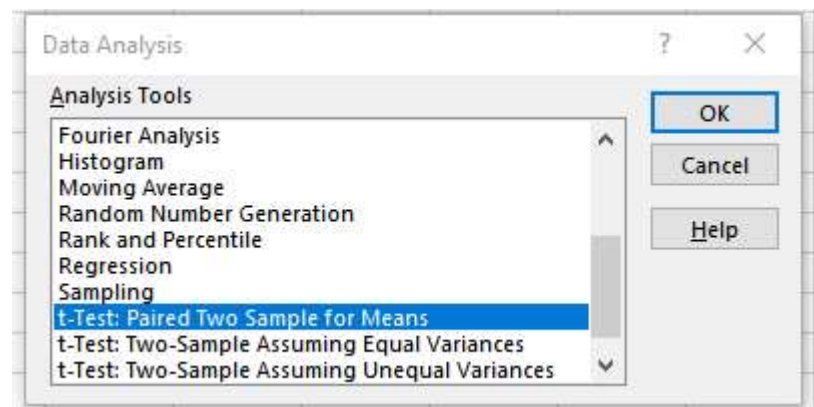 Data Analysis
?
Analysis Tools
Fourier Analysis
Histogram
Moving Average
Random Number Generation
Rank and Percentile
Regression
Sampling
t-Test: Paired Two Sample for Means
t-Test: Two-Sample Assuming Equal Variances
t-Test: Two-Sample Assuming Unequal Variances
OK
Cancel
Help